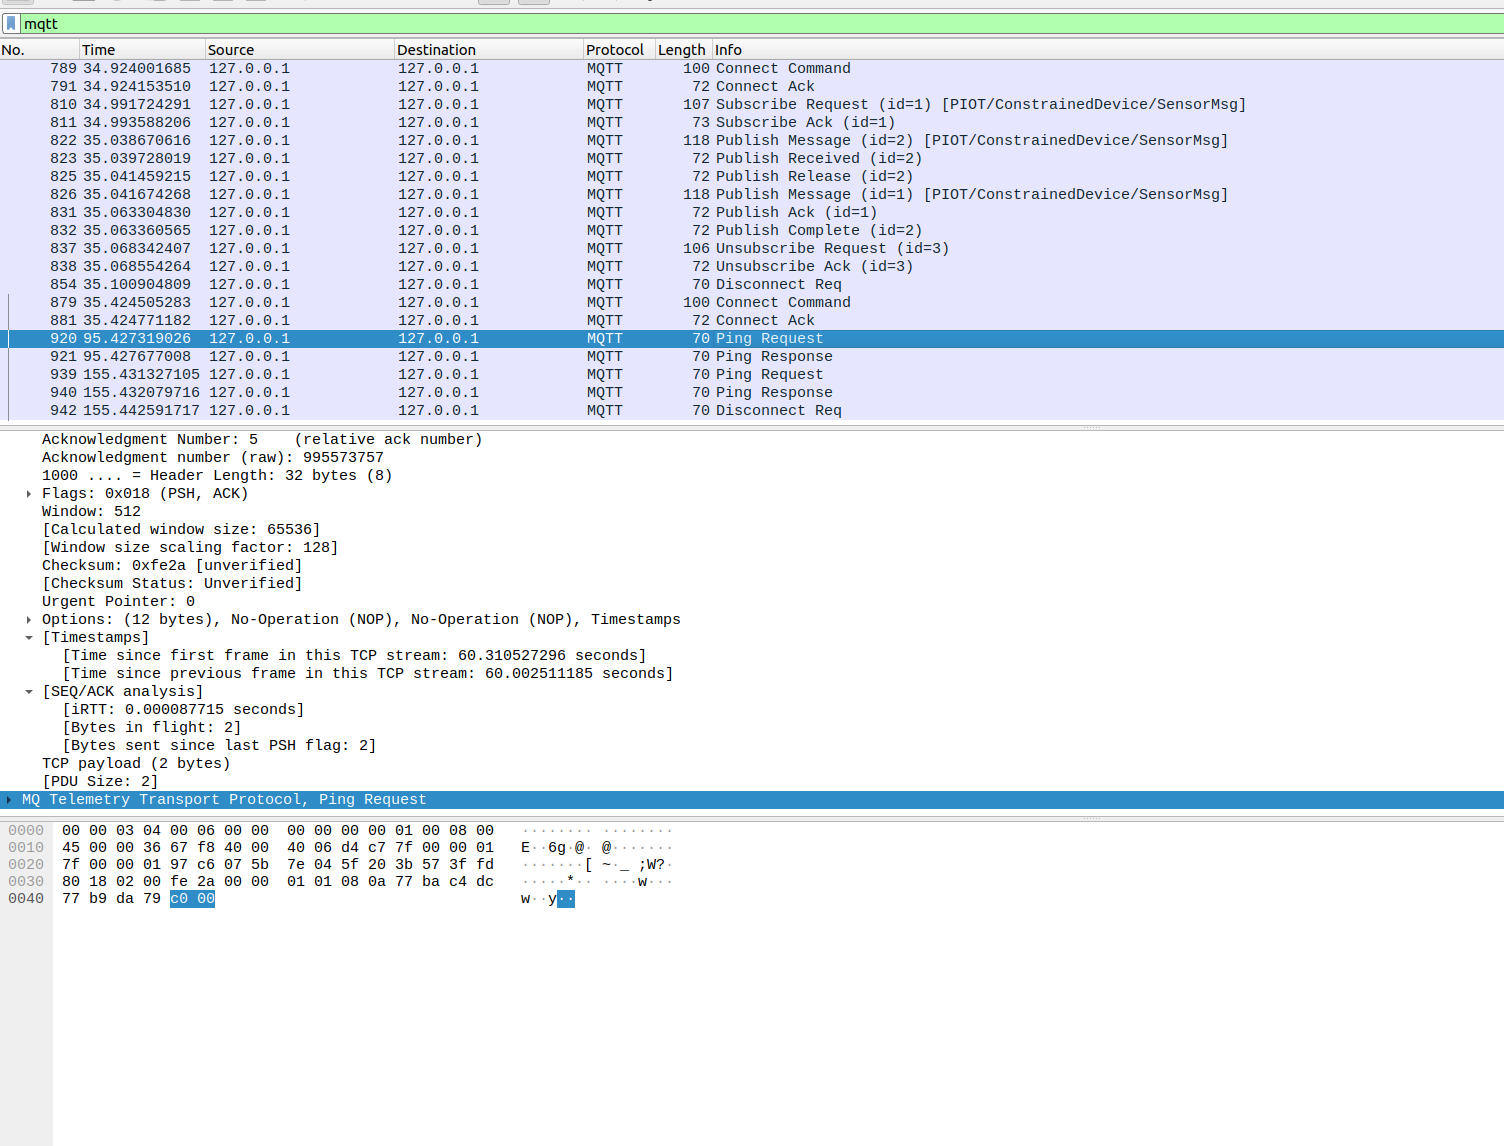 mqtt
No. Time Source Destination Protocol Length Info
789 34.924001685 127.0.0.1 127.0.0.1 MQTT 100 Connect Command
791 34.924153510 127.0.0.1 127.0.0.1 MQTT 72 Connect Ack
810 34.991724291 127.0.0.1 127.0.0.1 MQTT 107 Subscribe Request (id=1) [PIOT/ConstrainedDevice/SensorMsg]
811 34.993588206 127.0.0.1 127.0.0.1 MQTT 73 Subscribe Ack (id=1)
822 35.038670616 127.0.0.1 127.0.0.1 MQTT 118 Publish Message (id=2) [PIOT/ConstrainedDevice/SensorMsg]
823 35.039728019 127.0.0.1 127.0.0.1 MQTT 72 Publish Received (id=2)
825 35.041459215 127.0.0.1 127.0.0.1 MQTT 72 Publish Release (id=2)
826 35.041674268 127.0.0.1 127.0.0.1 MQTT 118 Publish Message (id=1) [PIOT/ConstrainedDevice/SensorMsg]
831 35.063304830 127.0.0.1 127.0.0.1 MQTT 72 Publish Ack (id=1)
832 35.063360565 127.0.0.1 127.0.0.1 MQTT 72 Publish Complete (id=2)
837 35.068342407 127.0.0.1 127.0.0.1 MQTT 106 Unsubscribe Request (id=3)
838 35.068554264 127.0.0.1 127.0.0.1 MQTT 72 Unsubscribe Ack (id=3)
854 35.100904809 127.0.0.1 127.0.0.1 MQTT 70 Disconnect Req
879 35.424505283 127.0.0.1 127.0.0.1 MQTT 100 Connect Command
881 35.424771182 127.0.0.1 127.0.0.1 MQTT 72 Connect Ack
920 95.427319026 127.0.0.1 127.0.0.1 MQTT 70 Ping Request
921 95.427677008 127.0.0.1 127.0.0.1 MQTT 70 Ping Response
939 155.431327105 127.0.0.1 127.0.0.1 MQTT 70 Ping Request
940 155.432079716 127.0.0.1 127.0.0.1 MQTT 70 Ping Response
942 155.442591717 127.0.0.1 127.0.0.1 MQTT 70 Disconnect Req
Acknowledgment Number: 5    (relative ack number)
Acknowledgment number (raw): 995573757
1000 .... = Header Length: 32 bytes (8)
Flags: 0x018 (PSH, ACK)
Window: 512
[Calculated window size: 65536]
[Window size scaling factor: 128]
Checksum: 0xfe2a [unverified]
[Checksum Status: Unverified]
Urgent Pointer: 0
Options: (12 bytes), No-Operation (NOP), No-Operation (NOP), Timestamps
[Timestamps]
[Time since first frame in this TCP stream: 60.310527296 seconds]
[Time since previous frame in this TCP stream: 60.002511185 seconds]
[SEQ/ACK analysis]
[iRTT: 0.000087715 seconds]
[Bytes in flight: 2]
[Bytes sent since last PSH flag: 2]
TCP payload (2 bytes)
[PDU Size: 2]
MQ Telemetry Transport Protocol, Ping Request
0000 00 00 03 04 00 06 00 00 00 00 00 00 01 00 08 00 ········ ········
0010 45 00 00 36 67 f8 40 00 40 06 d4 c7 7f 00 00 01 E··6g·@· @·······
0020 7f 00 00 01 97 c6 07 5b 7e 04 5f 20 3b 57 3f fd ·······[ ~·_ ;W?·
0030 80 18 02 00 fe 2a 00 00 01 01 08 0a 77 ba c4 dc ·····*·· ····w···
0040 77 b9 da 79 c0 00 w··y··